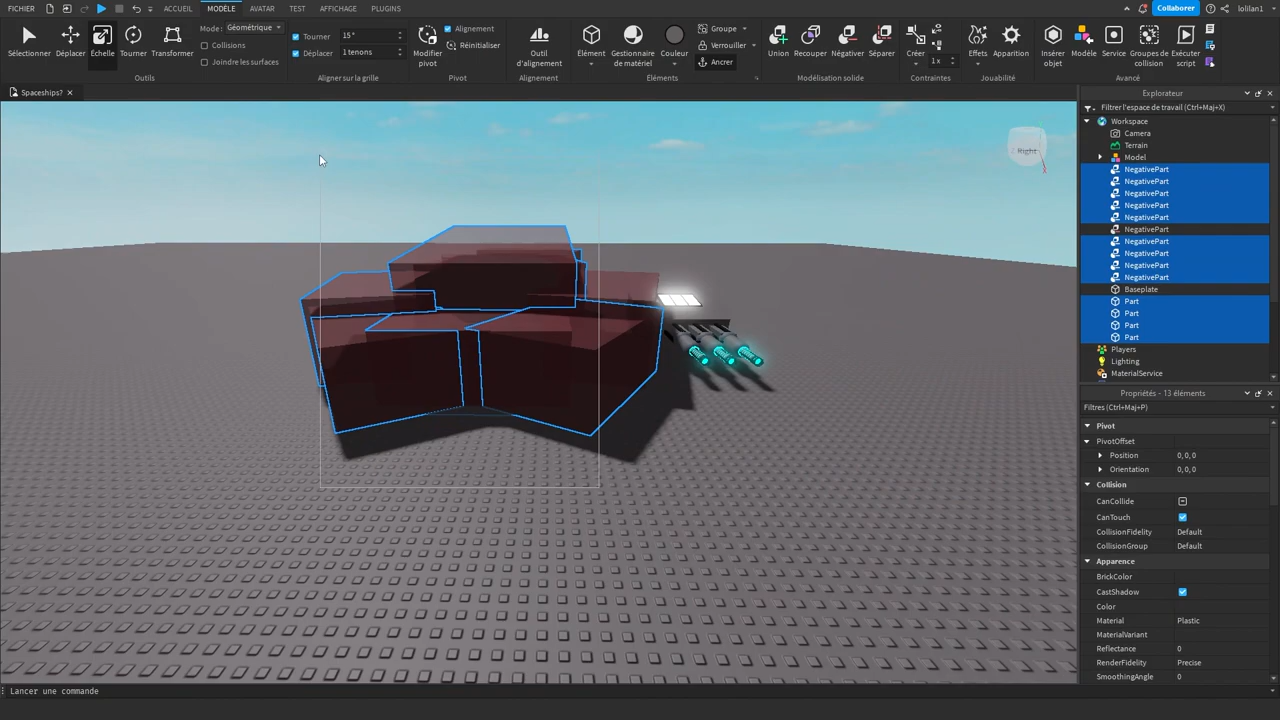 FICHIER ACCUEIL MODÈLE AVATAR TEST AFFICHAGE PLUGINS Collaborer lolilan1
Mode: Géométrique
Collisions
Joindre les surfaces
Sélectionner Déplacer Échelle Tourner Transformer
Outils
Tourner 15°
Déplacer 1 tenons
Aligner sur la grille
Modifier pivot
Alignement
Réinitialiser
Pivot
Outil d'alignement
Alignement
Élément
Gestionnaire de matériel
Couleur
Groupe
Verrouiller
Ancrer
Éléments
Union Recouper Négativer Séparer
Modélisation solide
Créer
1 x
Contraintes
Effets Apparence
Jouabilité
Insérer objet
Modèle
Service
Groupes de collision
Exécuter script
Avancé
Spaceships?
Right
Explorateur
Filtrer l'espace de travail (Ctrl+Maj+X)
Workspace
Camera
Terrain
Model
NegativePart
NegativePart
NegativePart
NegativePart
NegativePart
NegativePart
NegativePart
NegativePart
NegativePart
NegativePart
Baseplate
Part
Part
Part
Part
Players
Lighting
MaterialService
Propriétés - 13 éléments
Filtres (Ctrl+Maj+P)
Pivot
PivotOffset
Position 0, 0, 0
Orientation 0, 0, 0
Collision
CanCollide
CanTouch
CollisionFidelity Default
CollisionGroup Default
Apparence
BrickColor
CastShadow
Color
Material Plastic
MaterialVariant
Reflectance 0
RenderFidelity Precise
SmoothingAngle 0
Lancer une commande